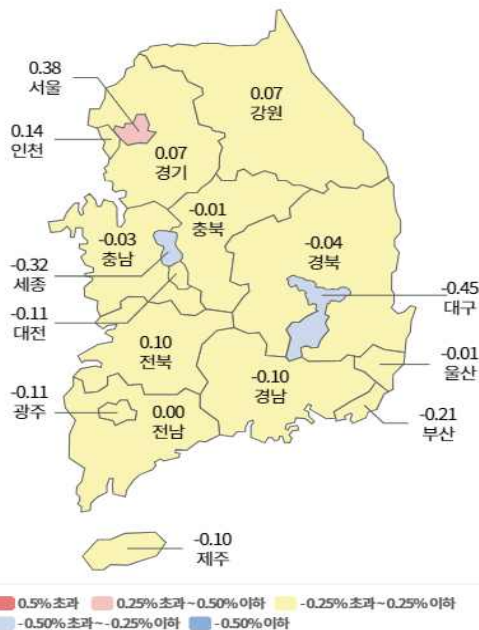 0.38
서울
0.07
강원
0.14
인천
0.07
경기
-0.01
충북
-0.03
충남
-0.04
경북
-0.32
세종
-0.45
대구
-0.11
대전
0.10
전북
-0.01
울산
-0.10
경남
-0.11
광주
0.00
전남
-0.21
부산
-0.10
제주
0.5% 초과 0.25% 초과 ~ 0.50% 이하 - 0.25% 초과 ~ 0.25% 이하
- 0.50% 초과 ~ - 0.25% 이하 - 0.50% 이하